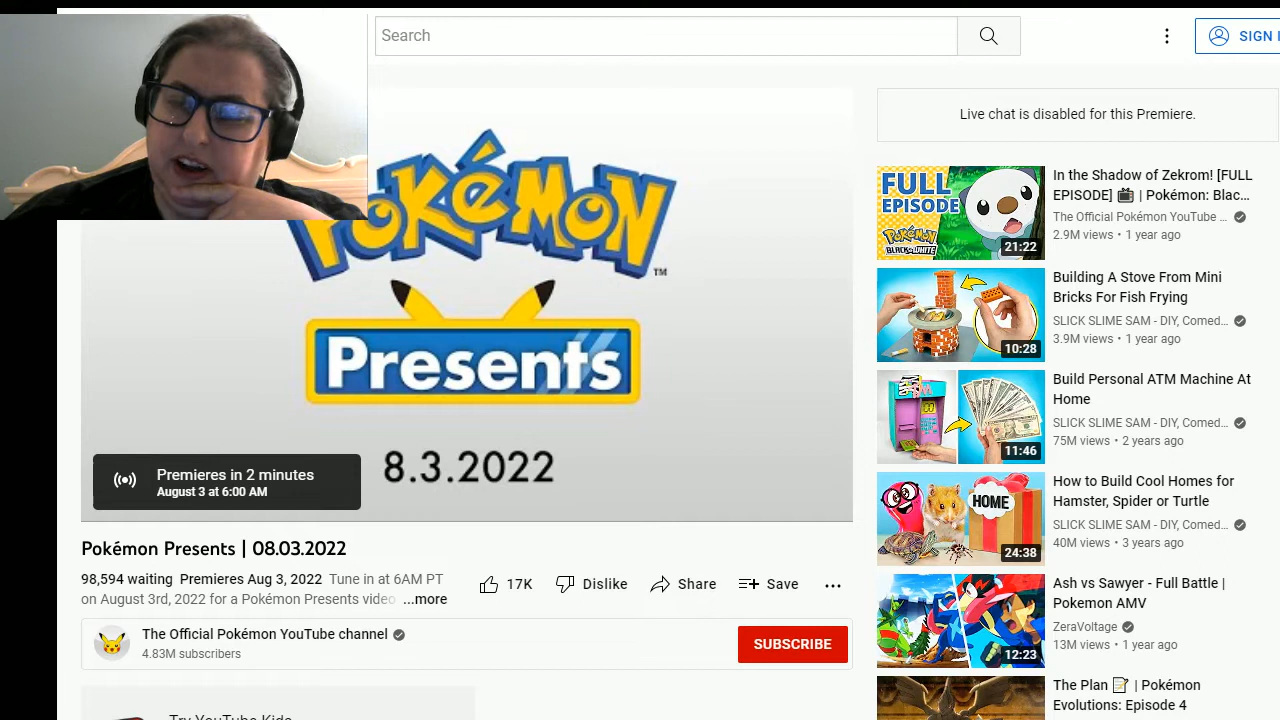 Search
SIGN I
POKÉMON
TM
Presents
8.3.2022
Premieres in 2 minutes
August 3 at 6:00 AM
Pokémon Presents | 08.03.2022
98,594 waiting Premieres Aug 3, 2022 Tune in at 6AM PT
on August 3rd, 2022 for a Pokémon Presents video ...more
17K
Dislike
Share
Save
The Official Pokémon YouTube channel
4.83M subscribers
SUBSCRIBE
Try YouTube Kids
Live chat is disabled for this Premiere.
FULL
EPISODE
POKÉMON
BLACK & WHITE
21:22
In the Shadow of Zekrom! [FULL
EPISODE] 📺 | Pokémon: Blac...
The Official Pokémon YouTube ...
2.9M views • 1 year ago
10:28
Building A Stove From Mini
Bricks For Fish Frying
SLICK SLIME SAM - DIY, Comed...
3.9M views • 1 year ago
11:46
Build Personal ATM Machine At
Home
SLICK SLIME SAM - DIY, Comed...
75M views • 2 years ago
HOME
24:38
How to Build Cool Homes for
Hamster, Spider or Turtle
SLICK SLIME SAM - DIY, Comed...
40M views • 3 years ago
12:23
Ash vs Sawyer - Full Battle |
Pokemon AMV
ZeraVoltage
13M views • 1 year ago
The Plan 📝 | Pokémon
Evolutions: Episode 4